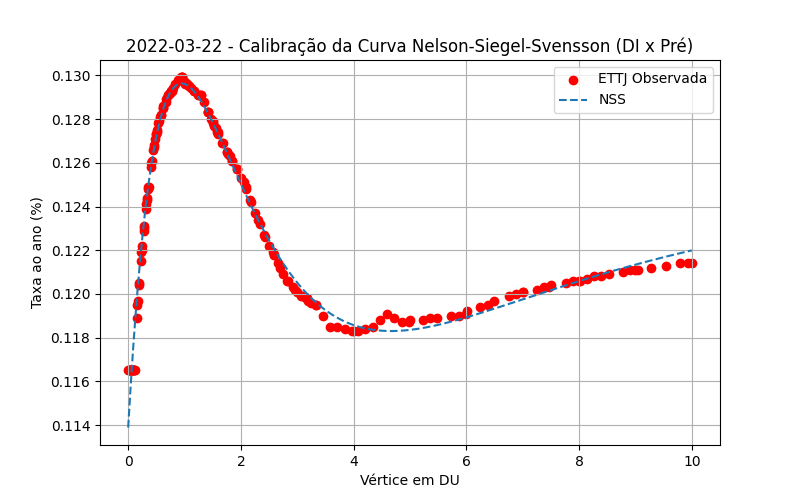 2022-03-22 - Calibração da Curva Nelson-Siegel-Svensson (DI x Pré)
ETTJ Observada
NSS
Taxa ao ano (%)
0.130
0.128
0.126
0.124
0.122
0.120
0.118
0.116
0.114
0 2 4 6 8 10
Vértice em DU